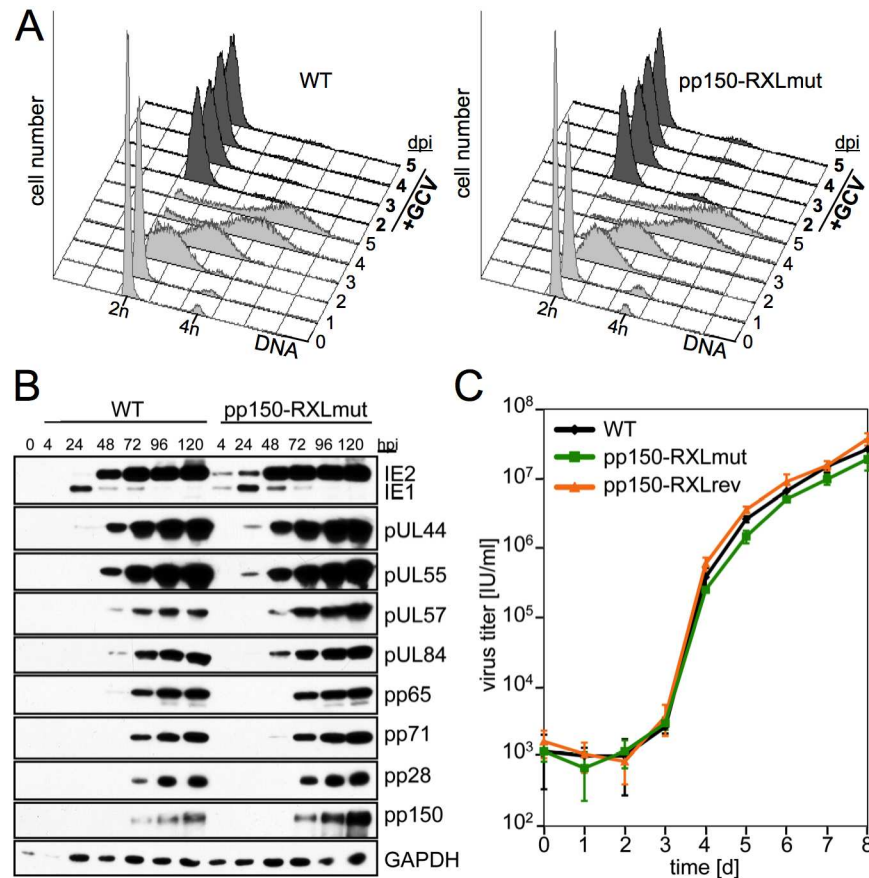 A
cell number
WT
2n
4n
DNA
0
1
2
3
4
5
2
3
4
5
dpi
+GCV
cell number
pp150-RXLmut
2n
4n
DNA
0
1
2
3
4
5
2
3
4
5
dpi
+GCV
B
WT pp150-RXLmut
0 4 24 48 72 96 120 4 24 48 72 96 120 hpi
IE2
IE1
pUL44
pUL55
pUL57
pUL84
pp65
pp71
pp28
pp150
GAPDH
C
WT
pp150-RXLmut
pp150-RXLrev
virus titer [IU/ml]
10⁸
10⁷
10⁶
10⁵
10⁴
10³
10²
0 1 2 3 4 5 6 7 8
time [d]